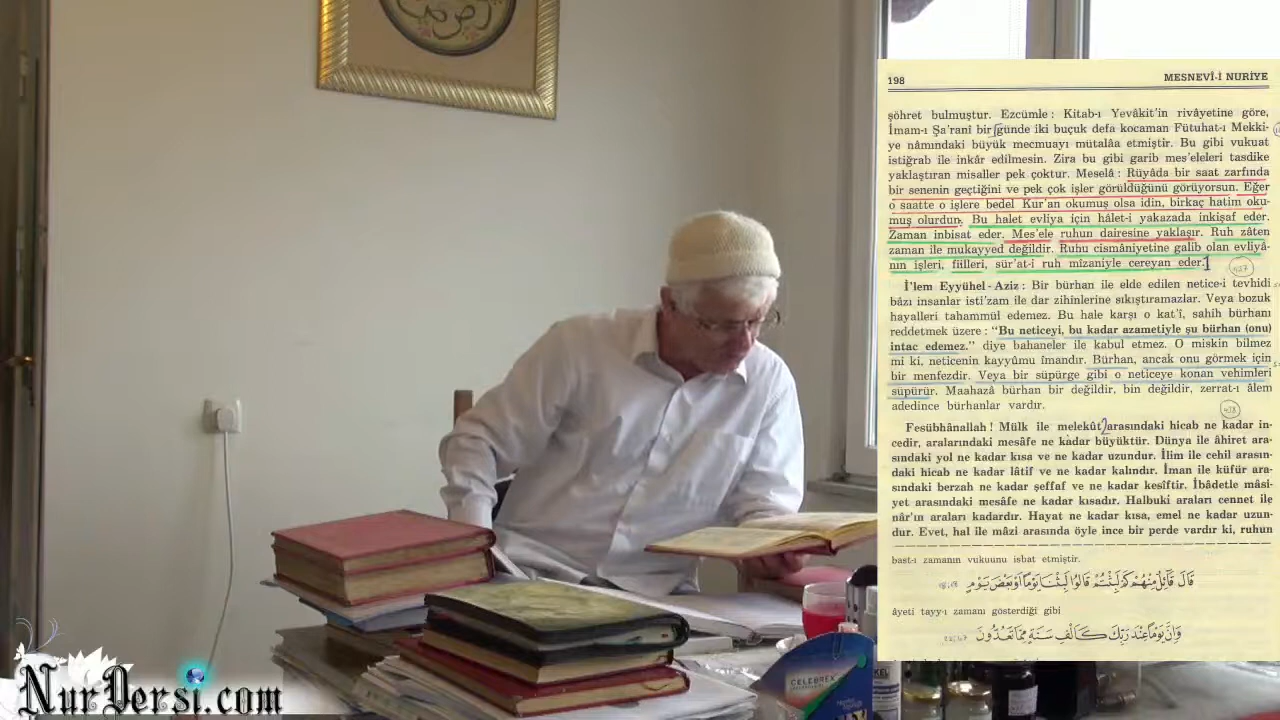 198 MESNEVÎ-İ NURİYE
şöhret bulmuştur. Ezcümle : Kitab-ı Yevâkit'in rivâyetine göre,
İmam-ı Şa'ranî bir günde iki buçuk defa kocaman Fütuhat-ı Mekki-
ye nâmındaki büyük mecmuayı mütalâa etmiştir. Bu gibi vukuat
istiğrab ile inkâr edilmesin. Zira bu gibi garib mes'eleleri tasdike
yaklaştıran misaller pek çoktur. Meselâ : Rüyâda bir saat zarfında
bir senenin geçtiğini ve pek çok işler görüldüğünü görüyorsun. Eğer
o saatte o işlere bedel Kur'an okumuş olsa idin, birkaç hatim oku-
muş olurdun. Bu halet evliya için hâlet-i yakazada inkişaf eder.
Zaman inbisat eder. Mes'ele ruhun dairesine yaklaşır. Ruh zâten
zaman ile mukayyed değildir. Ruhu cismâniyetine galib olan evliyâ-
nın işleri, fiilleri, sür'at-i ruh mîzaniyle cereyan eder. 1
İ'lem Eyyühel-Aziz : Bir bürhan ile elde edilen netice-i tevhidi
bâzı insanlar isti'zam ile dar zihinlerine sıkıştıramazlar. Veya bozuk
hayalleri tahammül edemez. Bu hale karşı o kat'î, sahih bürhanı
reddetmek üzere : "Bu neticeyi, bu kadar azametiyle şu bürhan (onu)
intac edemez." diye bahaneler ile kabul etmez. O miskin bilmez
mi ki, neticenin kayyûmu îmandır. Bürhan, ancak onu görmek için
bir menfezdir. Veya bir süpürge gibi o neticeye konan vehimleri
süpürür. Maahazâ bürhan bir değildir, bin değildir, zerrat-ı âlem
adedince bürhanlar vardır.
Fesübhânallah ! Mülk ile melekût 2 arasındaki hicab ne kadar in-
cedir, aralarındaki mesâfe ne kadar büyüktür. Dünya ile âhiret ara-
sındaki yol ne kadar kısa ve ne kadar uzundur. İlim ile cehil arasın-
daki hicab ne kadar lâtif ve ne kadar kalındır. İman ile küfür ara-
sındaki berzah ne kadar şeffaf ve ne kadar kesîftir. İbâdetle mâsi-
yet arasındaki mesâfe ne kadar kısadır. Halbuki araları cennet ile
nâr'ın araları kadardır. Hayat ne kadar kısa, emel ne kadar uzun-
dur. Evet, hal ile mâzi arasında öyle ince bir perde vardır ki, ruhun
bast-ı zamanın vukuunu isbat etmiştir.
قَالَ قَائِلٌ مِنْهُمْ كَمْ لَبِثْتُمْ قَالُوا لَبِثْنَا يَوْمًا اَوْ بَعْضَ يَوْمٍ
âyeti tayy-ı zamanı gösterdiği gibi
وَاِنَّ يَوْمًا عِنْدَ رَبِّكَ كَاَلْفِ سَنَةٍ مِمَّا تَعُدُّونَ
CELEBREX
NurDersi.com